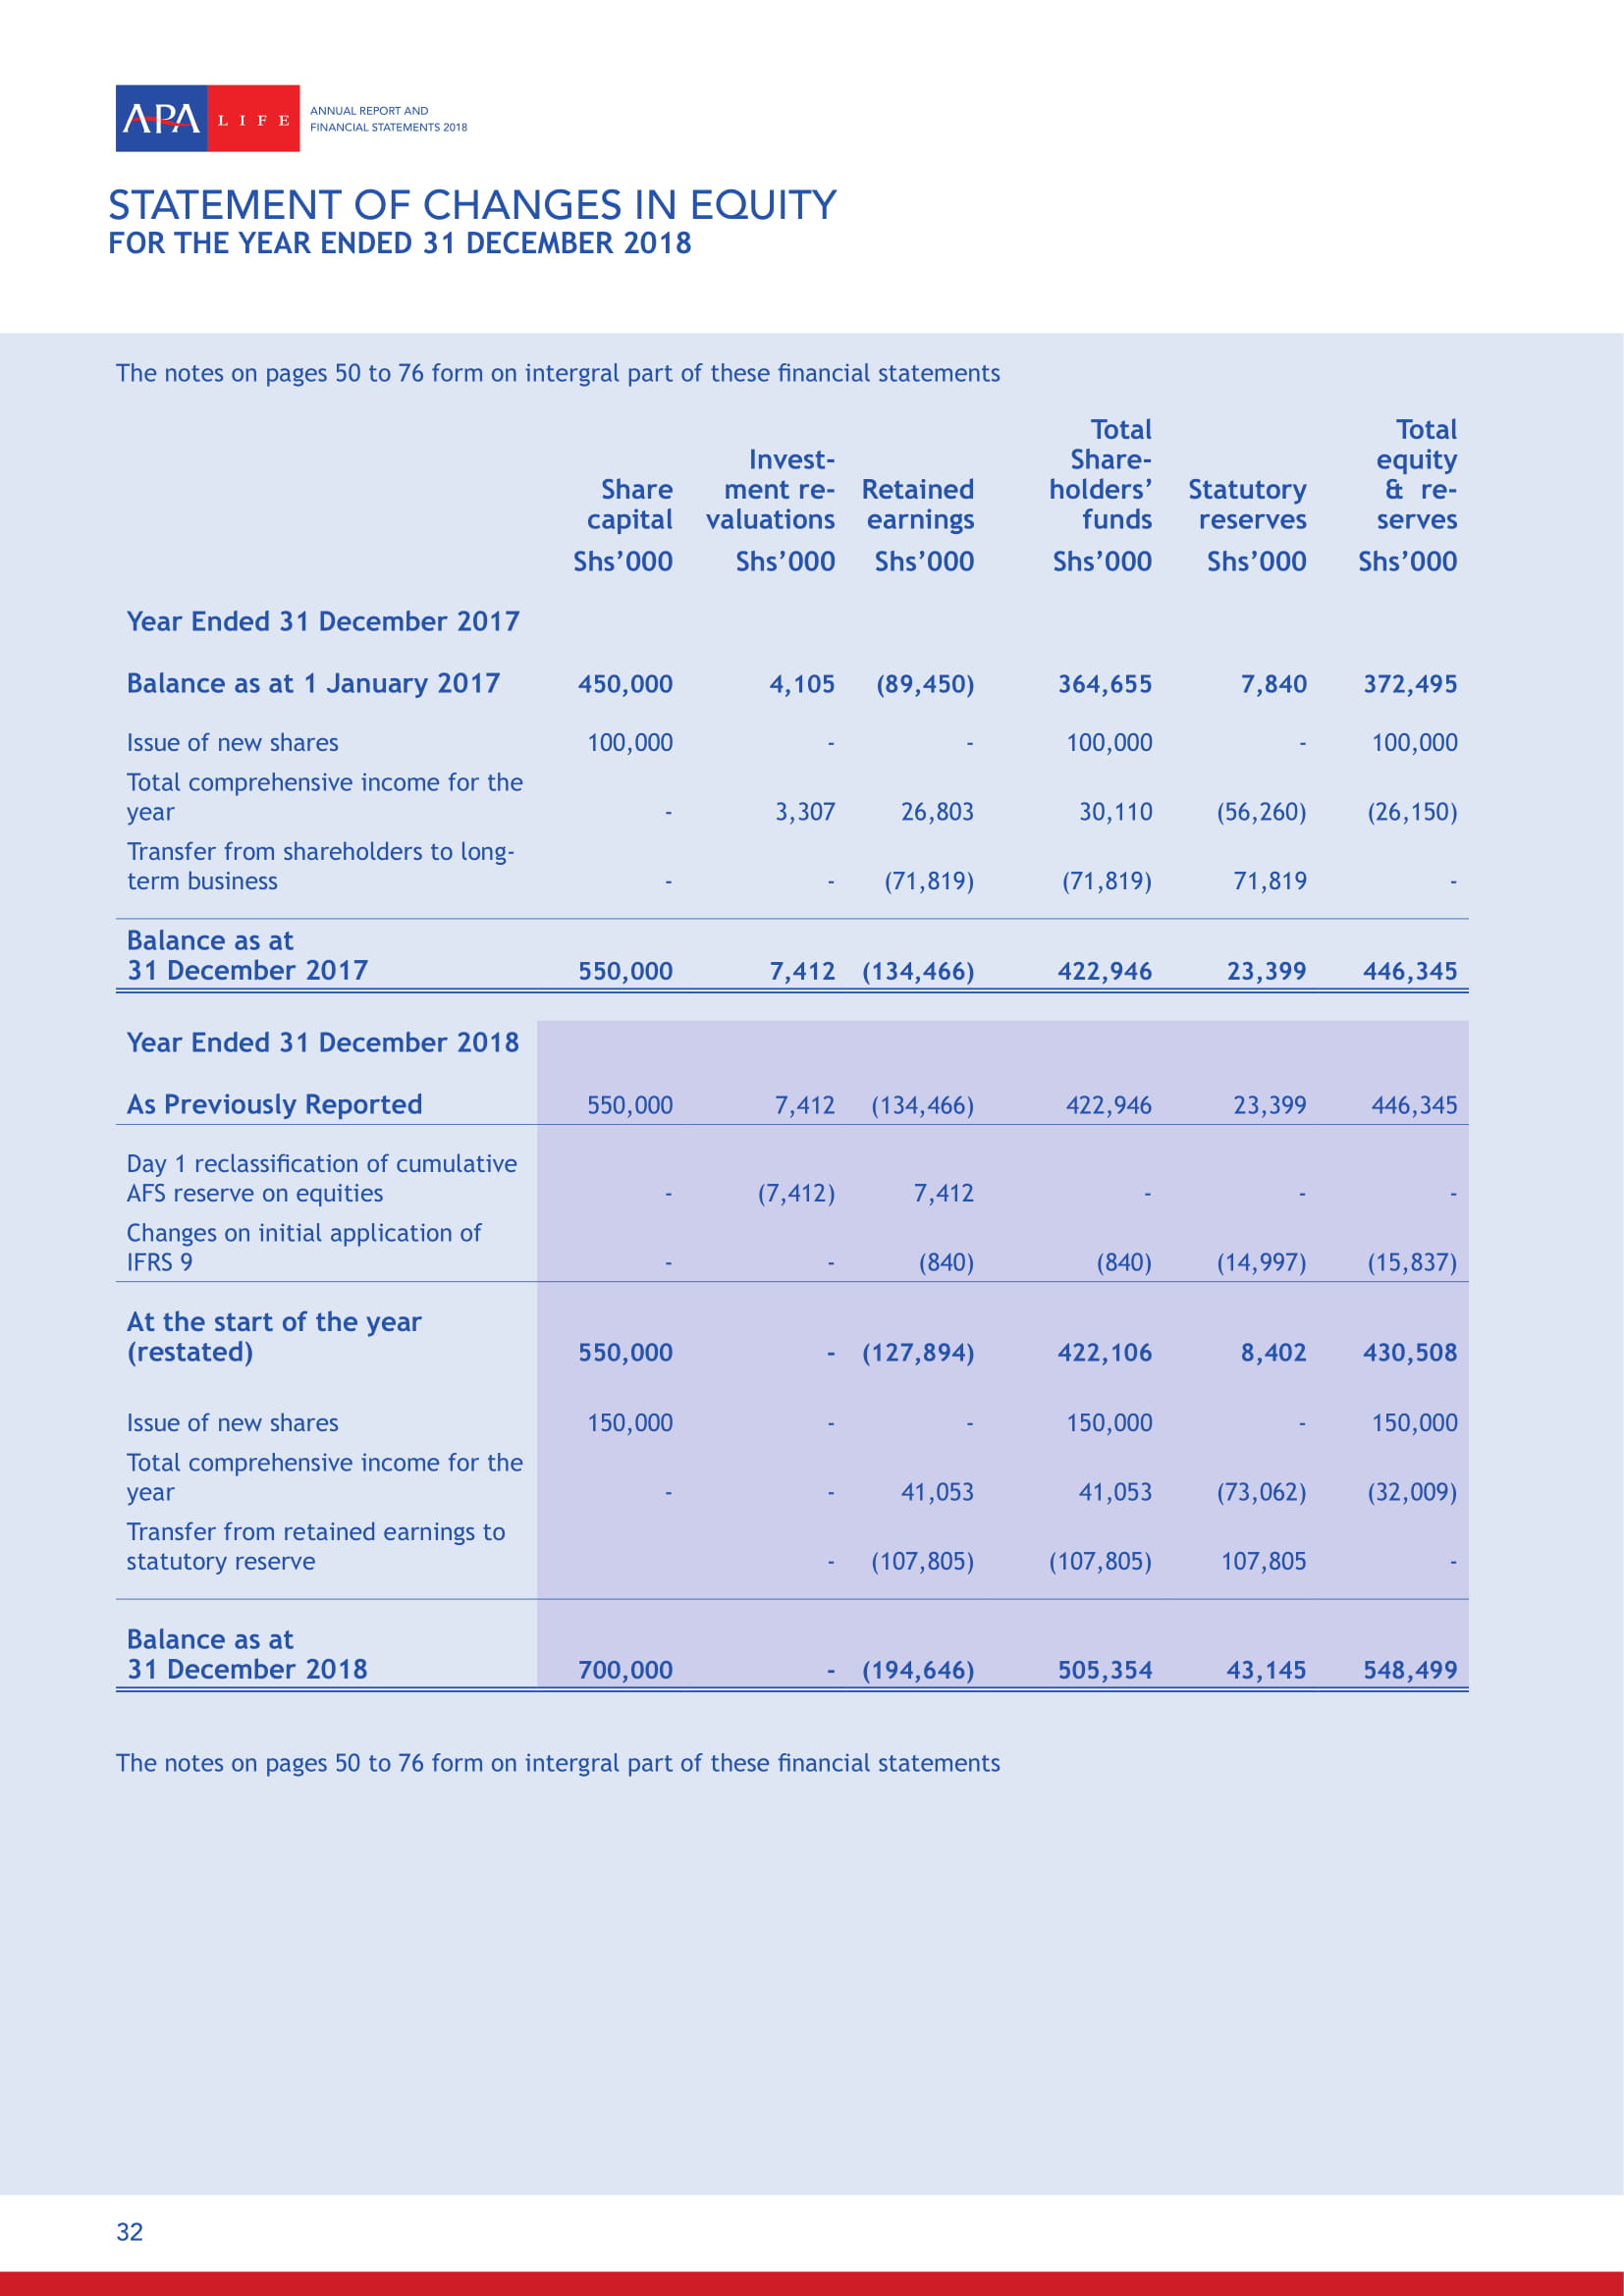 APA LIFE
ANNUAL REPORT AND
FINANCIAL STATEMENTS 2018
STATEMENT OF CHANGES IN EQUITY
FOR THE YEAR ENDED 31 DECEMBER 2018
The notes on pages 50 to 76 form on intergral part of these financial statements
Total Total
Invest- Share- equity
Share ment re- Retained holders’ Statutory & re-
capital valuations earnings funds reserves serves
Shs’000 Shs’000 Shs’000 Shs’000 Shs’000 Shs’000
Year Ended 31 December 2017
Balance as at 1 January 2017 450,000 4,105 (89,450) 364,655 7,840 372,495
Issue of new shares 100,000 - - 100,000 - 100,000
Total comprehensive income for the
year - 3,307 26,803 30,110 (56,260) (26,150)
Transfer from shareholders to long-
term business - - (71,819) (71,819) 71,819 -
Balance as at
31 December 2017 550,000 7,412 (134,466) 422,946 23,399 446,345
Year Ended 31 December 2018
As Previously Reported 550,000 7,412 (134,466) 422,946 23,399 446,345
Day 1 reclassification of cumulative
AFS reserve on equities - (7,412) 7,412 - - -
Changes on initial application of
IFRS 9 - - (840) (840) (14,997) (15,837)
At the start of the year
(restated) 550,000 - (127,894) 422,106 8,402 430,508
Issue of new shares 150,000 - - 150,000 - 150,000
Total comprehensive income for the
year - - 41,053 41,053 (73,062) (32,009)
Transfer from retained earnings to
statutory reserve - (107,805) (107,805) 107,805 -
Balance as at
31 December 2018 700,000 - (194,646) 505,354 43,145 548,499
The notes on pages 50 to 76 form on intergral part of these financial statements
32